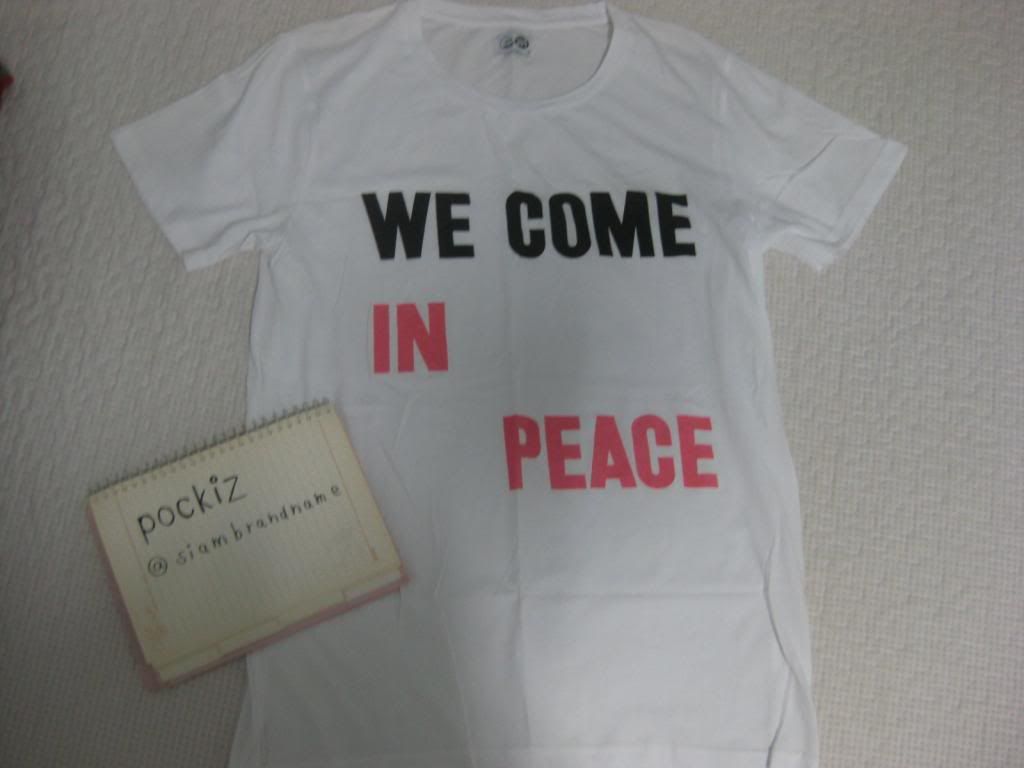 WE COME
IN
PEACE
pockiz
@ siambrandname